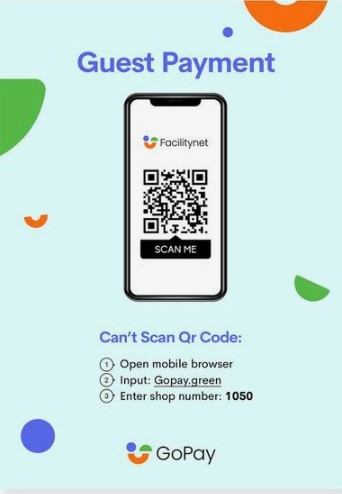 Guest Payment
Facilitynet
SCAN ME
Can't Scan Qr Code:
1 Open mobile browser
2 Input: Gopay.green
3 Enter shop number: 1050
GoPay